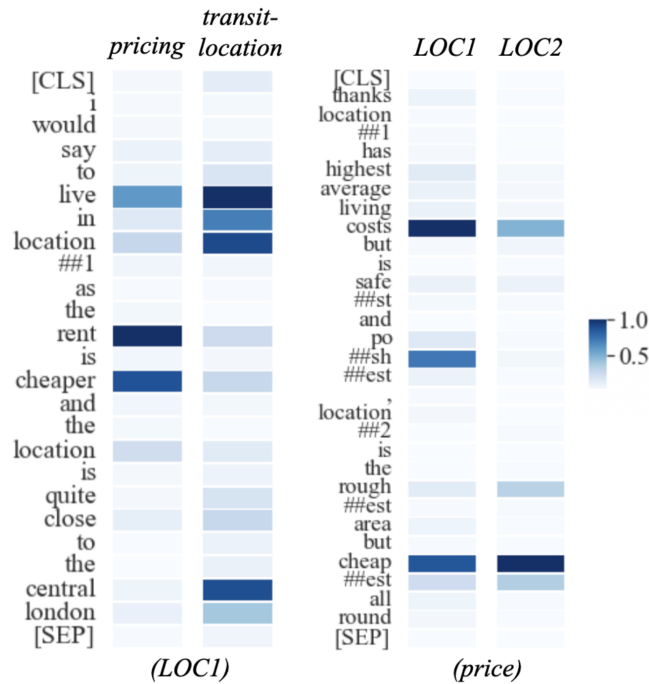 pricing
transit-
location
[CLS]
i
would
say
to
live
in
location
##1
as
the
rent
is
cheaper
and
the
location
is
quite
close
to
the
central
london
[SEP]
(LOC1)
LOC1 LOC2
[CLS]
thanks
location
##1
has
highest
average
living
costs
but
is
safe
##st
and
po
##sh
##est
,
location
##2
is
the
rough
##est
area
but
cheap
##est
all
round
[SEP]
(price)
1.0
0.5